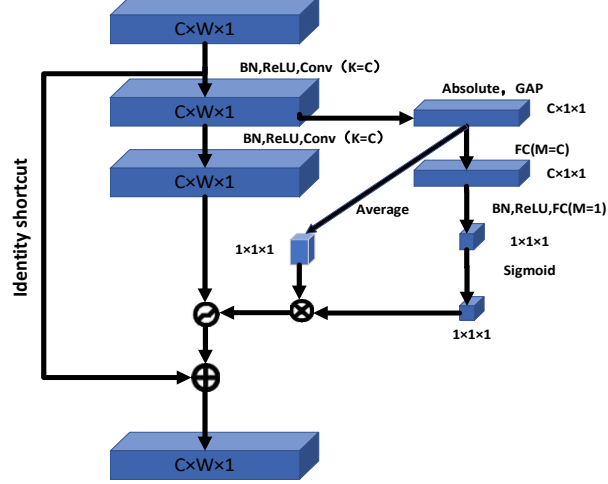 C×W×1
BN,ReLU,Conv（K=C）
Absolute，GAP
C×W×1
C×1×1
BN,ReLU,Conv（K=C）
FC(M=C)
C×W×1
C×1×1
BN,ReLU,FC(M=1)
Average
Identity shortcut
1×1×1
1×1×1
Sigmoid
1×1×1
C×W×1